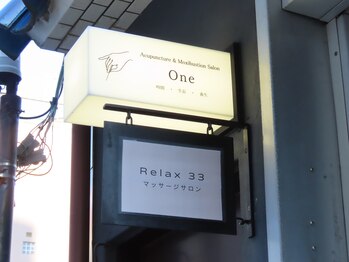 Acupuncture & Moxibustion Salon
One
Relax 33
マッサージサロン